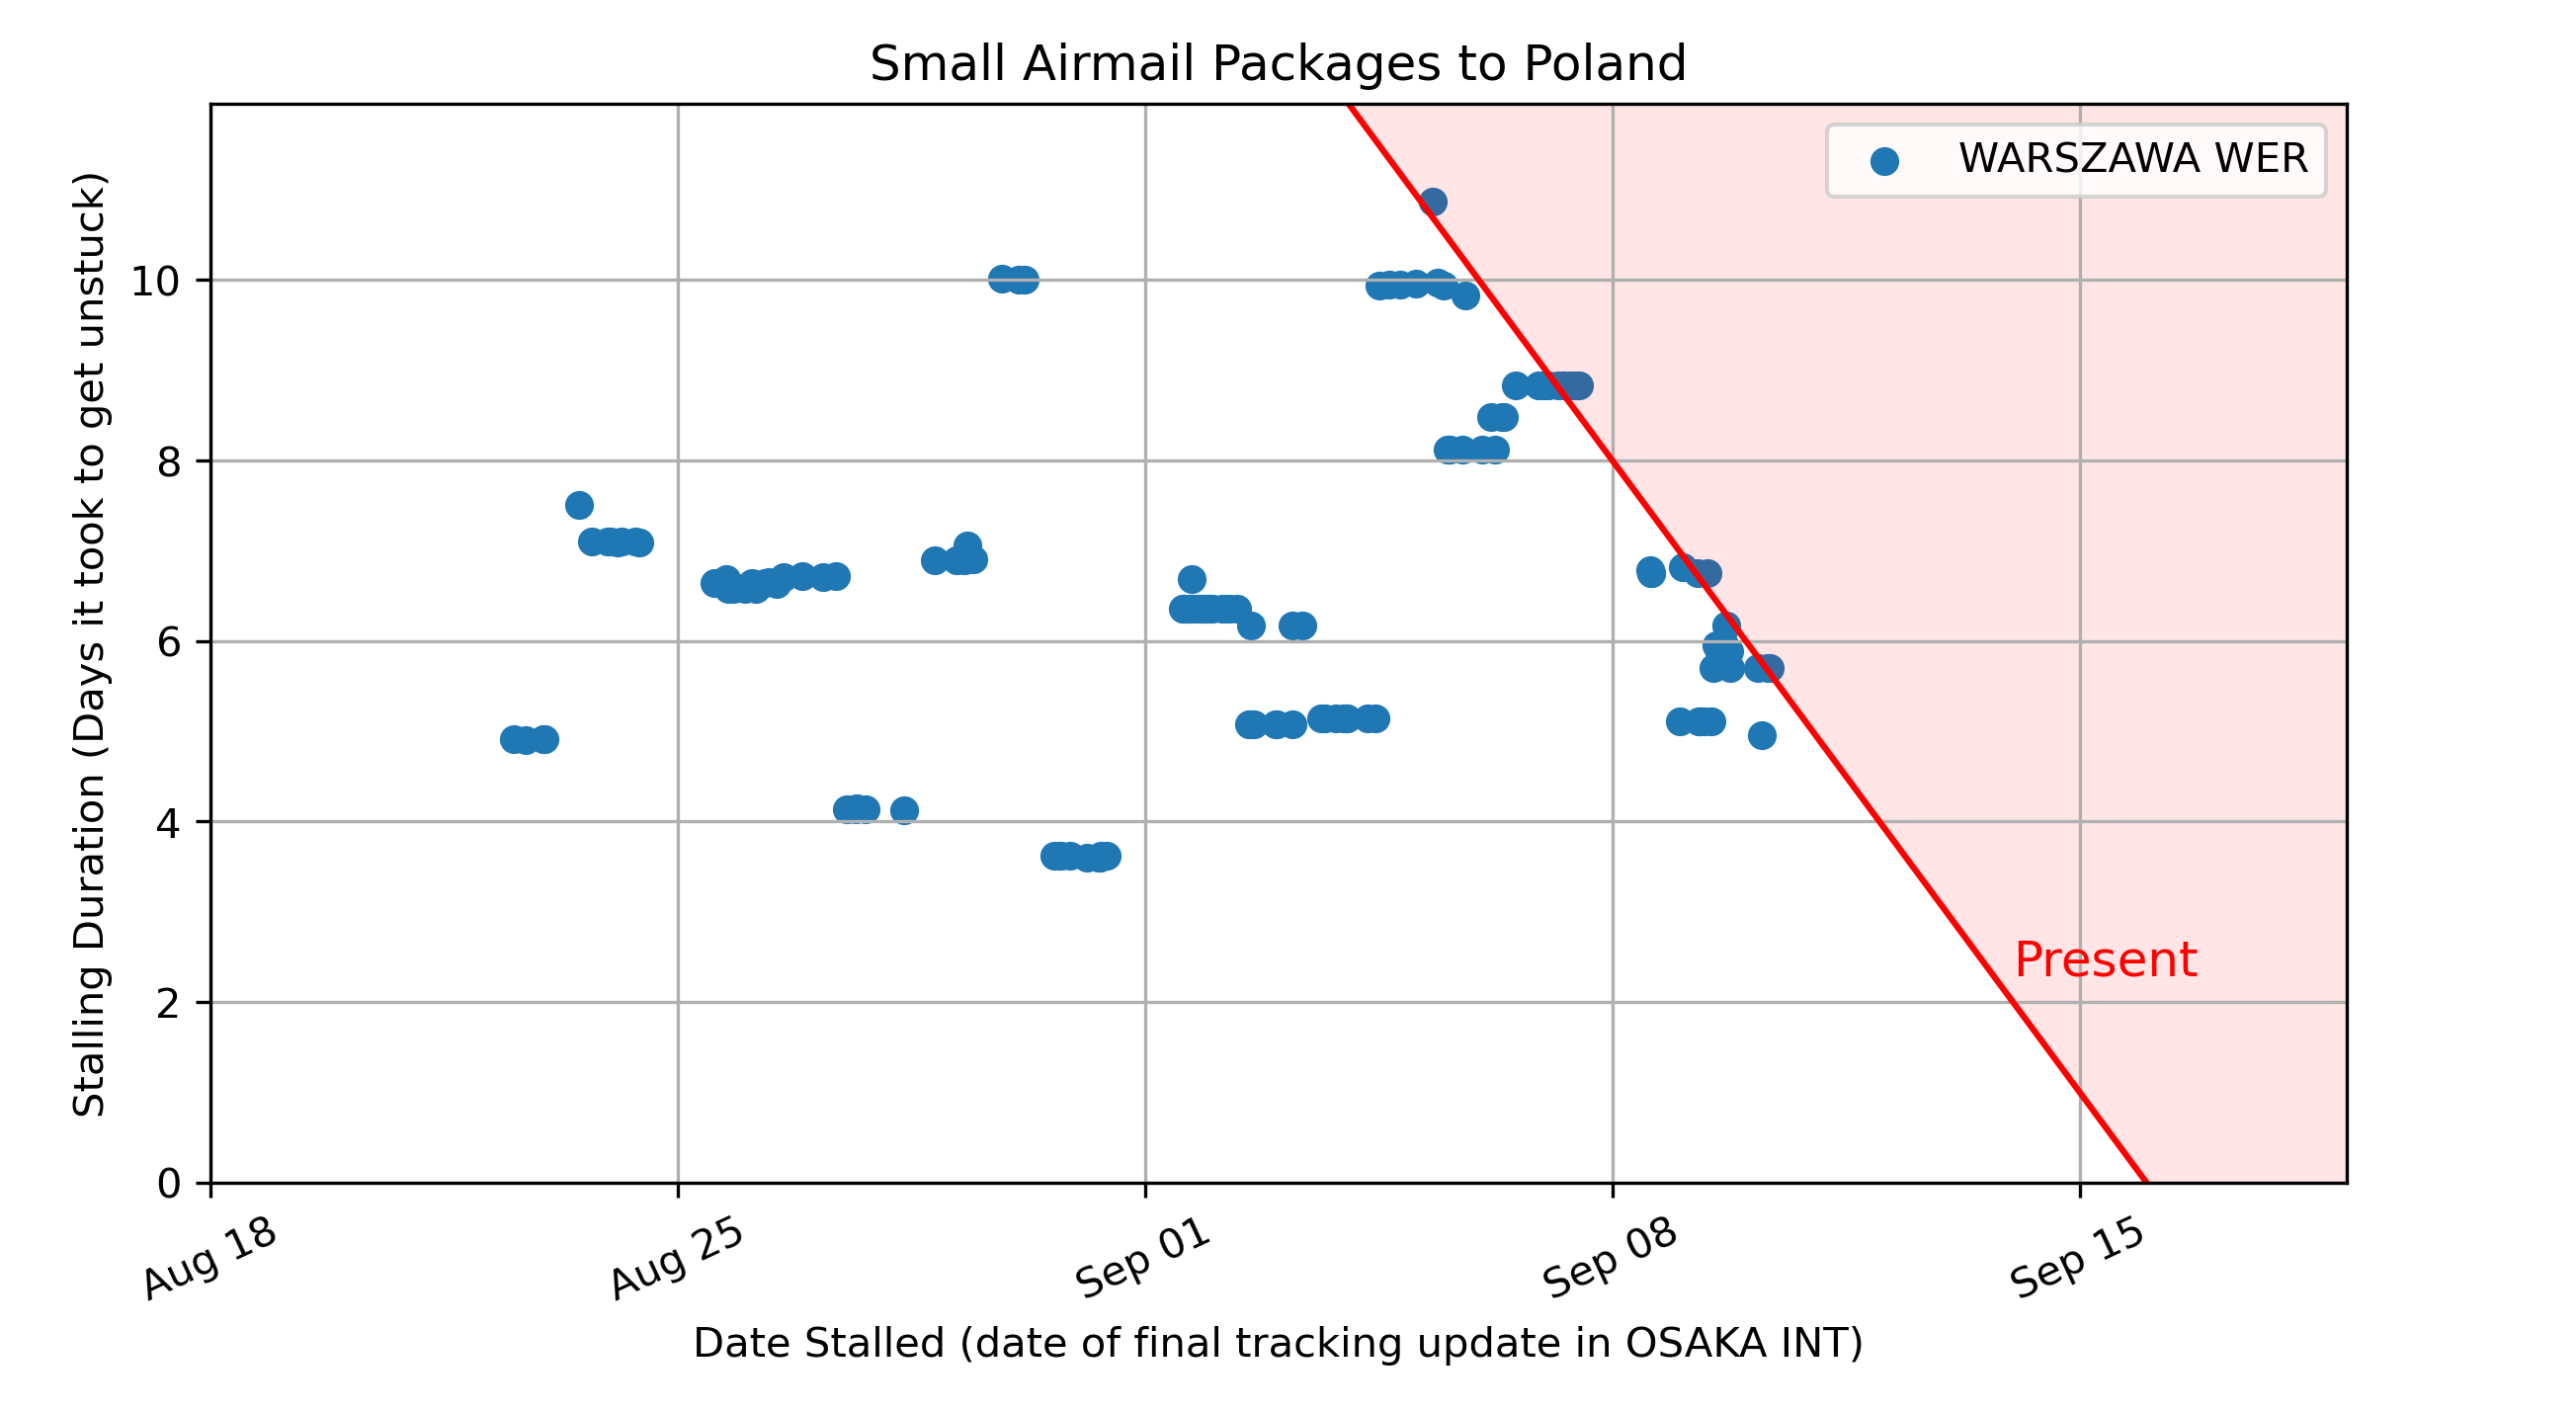 Small Airmail Packages to Poland
Stalling Duration (Days it took to get unstuck)
10
8
6
4
2
0
WARSZAWA WER
Present
Aug 18
Aug 25
Sep 01
Sep 08
Sep 15
Date Stalled (date of final tracking update in OSAKA INT)